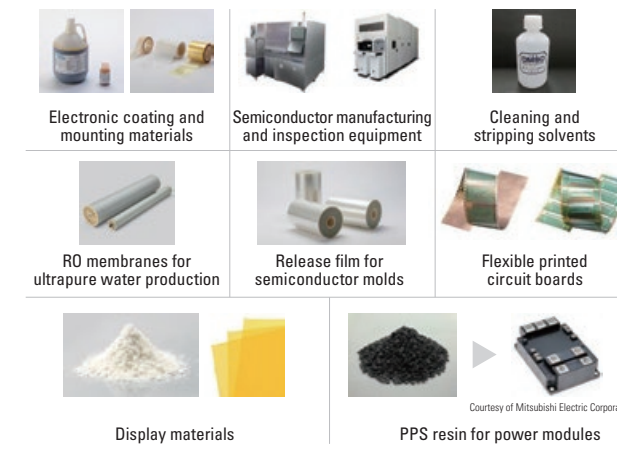 Electronic coating and
mounting materials
Semiconductor manufacturing
and inspection equipment
Cleaning and
stripping solvents
RO membranes for
ultrapure water production
Release film for
semiconductor molds
Flexible printed
circuit boards
Courtesy of Mitsubishi Electric Corpora
Display materials
PPS resin for power modules